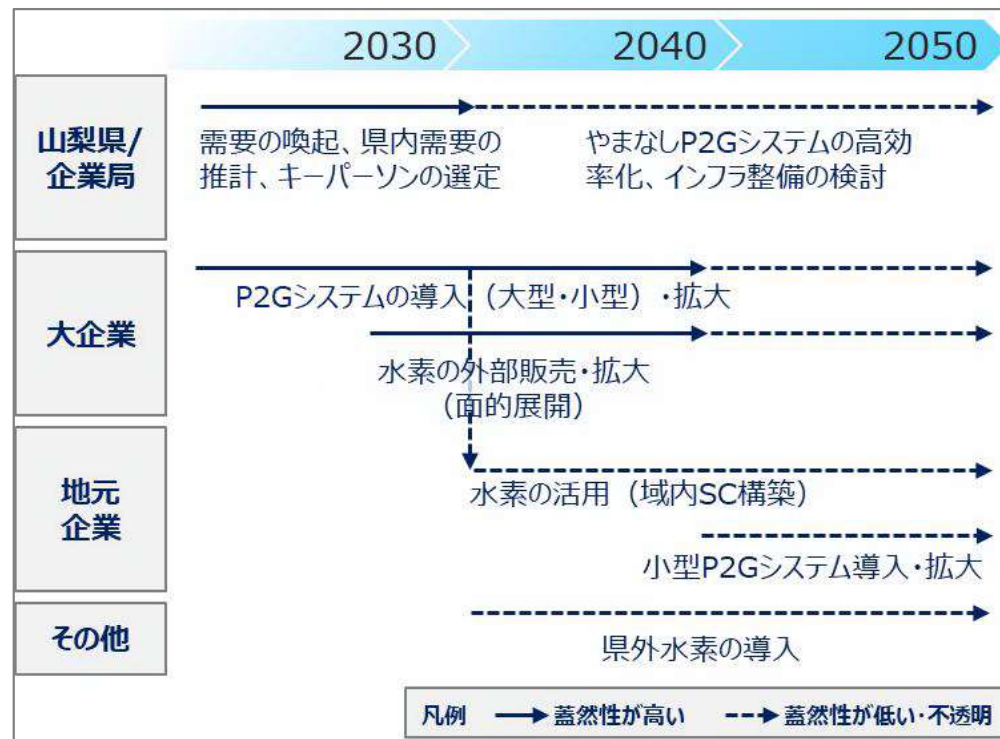 2030
2040
2050
山梨県/
企業局
需要の喚起、県内需要の
推計、キーパーソンの選定
やまなしP2Gシステムの高効
率化、インフラ整備の検討
大企業
P2Gシステムの導入（大型・小型）・拡大
水素の外部販売・拡大
（面的展開）
地元
企業
水素の活用（域内SC構築）
小型P2Gシステム導入・拡大
その他
県外水素の導入
凡例
蓋然性が高い
蓋然性が低い・不透明